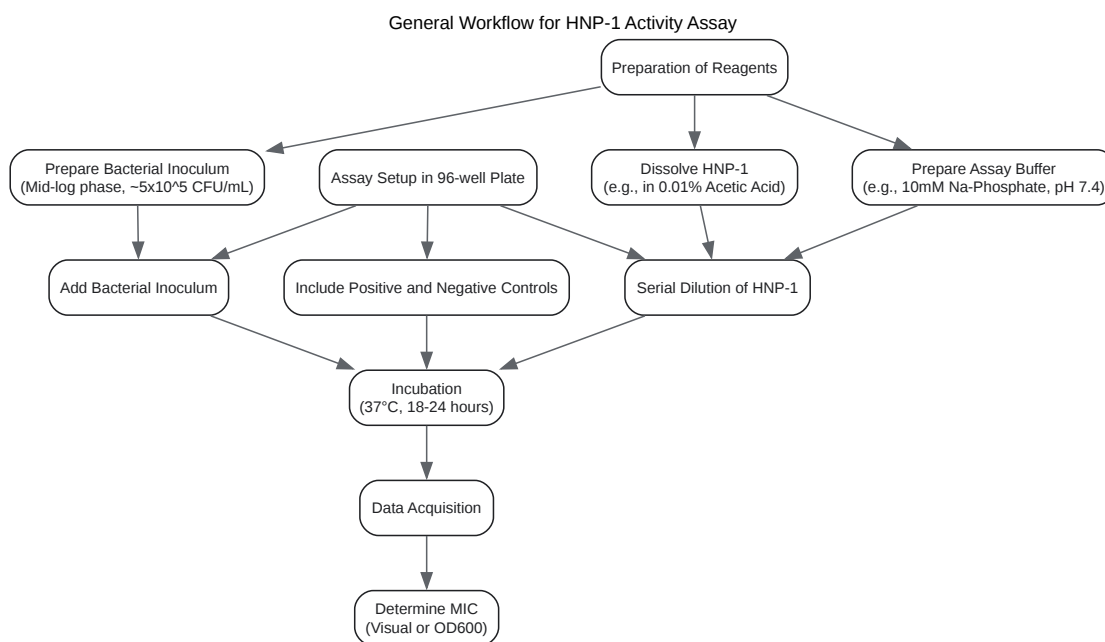 General Workflow for HNP-1 Activity Assay
Preparation of Reagents
Prepare Bacterial Inoculum
(Mid-log phase, ~5x10^5 CFU/mL)
Assay Setup in 96-well Plate
Dissolve HNP-1
(e.g., in 0.01% Acetic Acid)
Prepare Assay Buffer
(e.g., 10mM Na-Phosphate, pH 7.4)
Add Bacterial Inoculum
Include Positive and Negative Controls
Serial Dilution of HNP-1
Incubation
(37°C, 18-24 hours)
Data Acquisition
Determine MIC
(Visual or OD600)